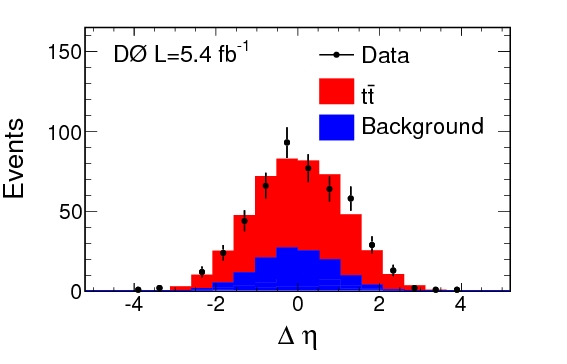 DØ L=5.4 fb⁻¹
Data
tt̄
Background
Events
150
100
50
0
-4 -2 0 2 4
Δ η